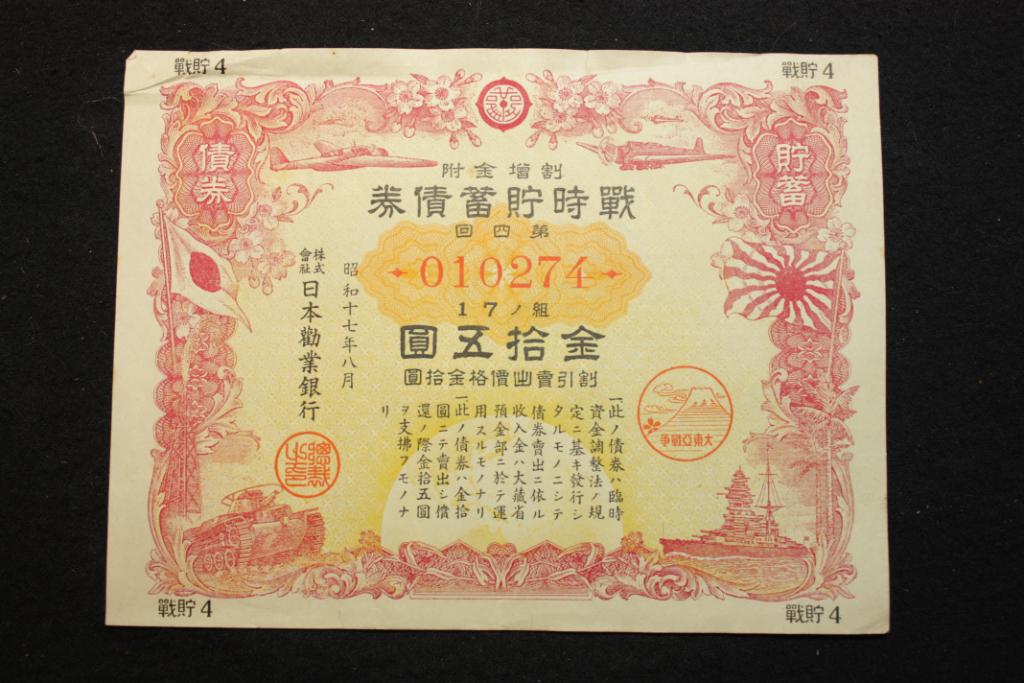 戰貯4
戰貯4
貯蓄
債券
割增金附
戰時貯蓄債券
第四回
010274
17ノ組
金拾五圓
割引賣出價格金拾圓
一此ノ債券ハ臨時
資金調整法ノ規
定ニ基キ發行シ
タルモノニシテ
債券賣出ニ依ル
收入金ハ大藏省
預金部ニ於テ運
用スルモノナリ
一此ノ債券ハ金拾
圓ニテ賣出シ償
還ノ際金拾五圓
ヲ支拂フモノナ
リ
昭和十七年八月
株式會社
日本勸業銀行
大東亞戰爭
戰貯4
戰貯4